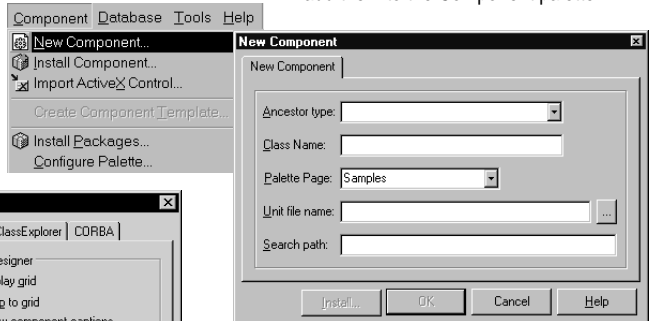 Component Database Tools Help
New Component...
Install Component...
Import ActiveX Control...
Create Component Template...
Install Packages...
Configure Palette...
New Component
New Component
Ancestor type:
Class Name:
Palette Page: Samples
Unit file name:
...
Search path:
Install... OK Cancel Help
ClassExplorer CORBA
grid
to grid
component captions